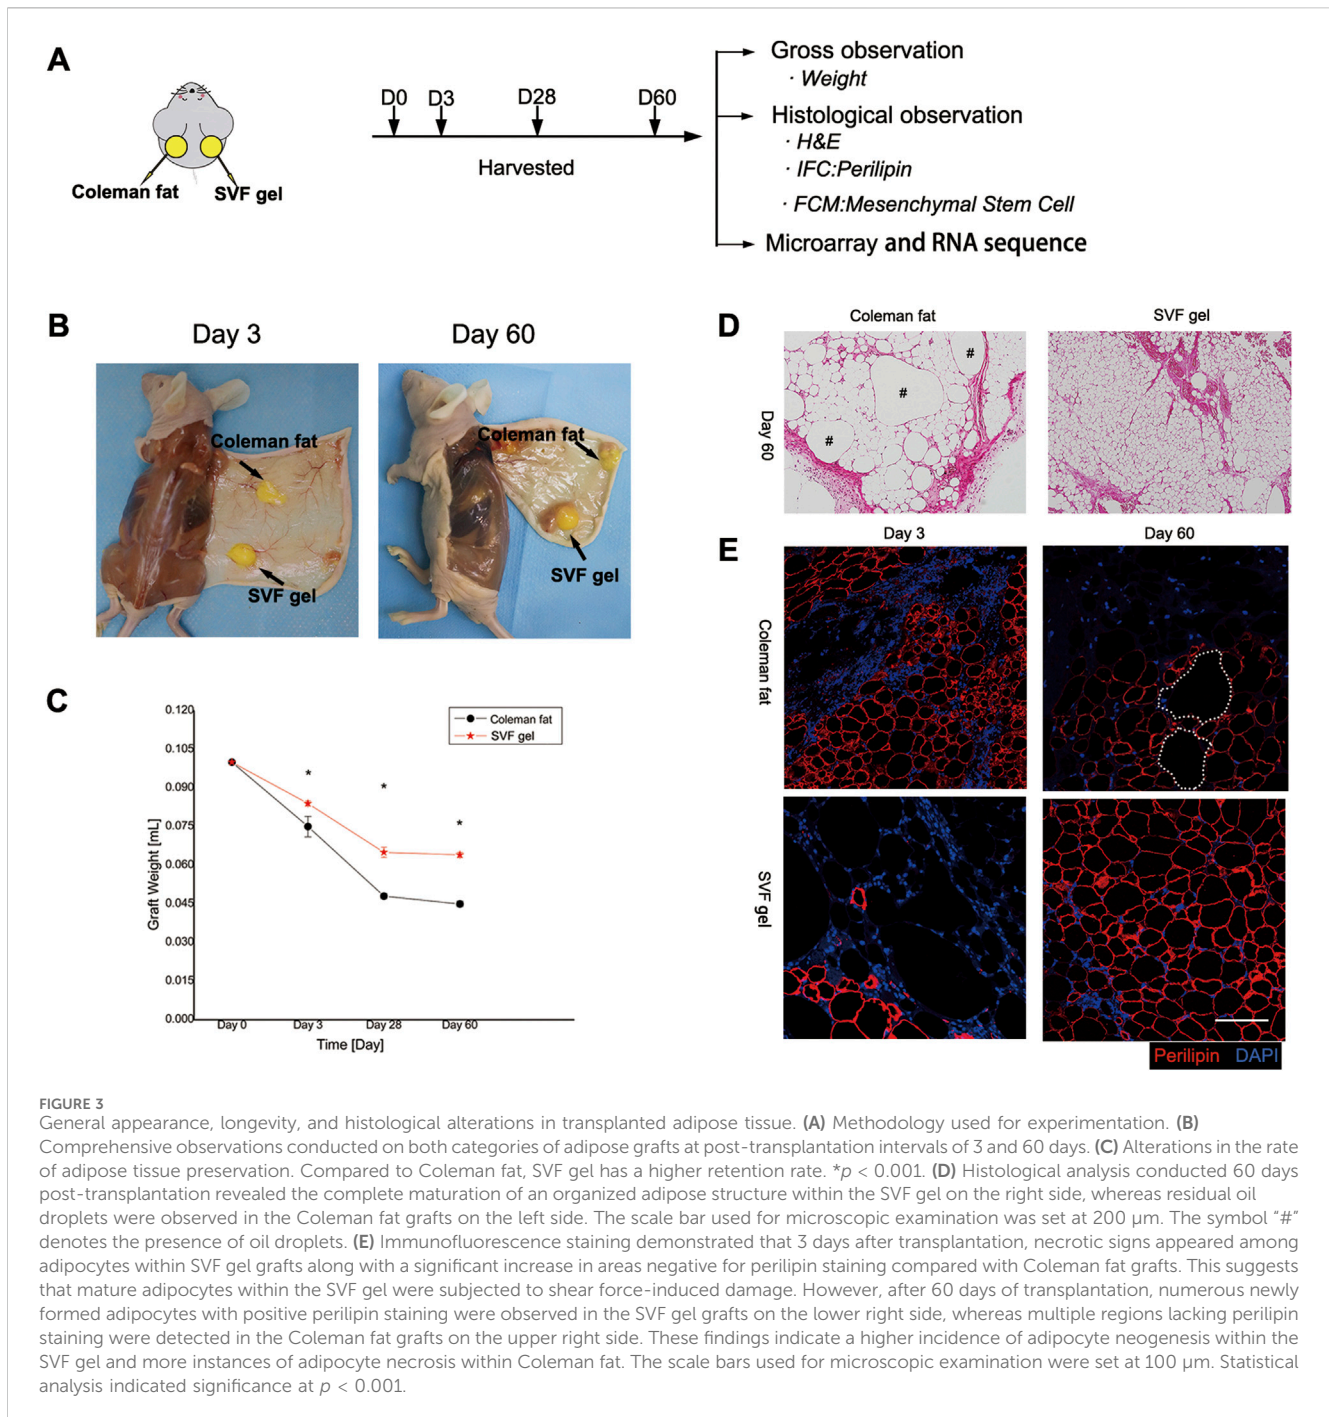 A
Coleman fat
SVF gel
D0 D3 D28 D60
Harvested
Gross observation
· Weight
Histological observation
· H&E
· IFC:Perilipin
· FCM:Mesenchymal Stem Cell
Microarray and RNA sequence
B
Day 3
Day 60
Coleman fat
SVF gel
Coleman fat
SVF gel
C
0.120
0.105
0.090
0.075
0.060
0.045
0.030
0.015
0.000
Graft Weight [mL]
Coleman fat
SVF gel
* * *
Day 0 Day 3 Day 28 Day 60
Time [Day]
D
Coleman fat
SVF gel
Day 60
#
#
#
E
Day 3
Day 60
Coleman fat
SVF gel
Perilipin DAPI
FIGURE 3
General appearance, longevity, and histological alterations in transplanted adipose tissue. (A) Methodology used for experimentation. (B)
Comprehensive observations conducted on both categories of adipose grafts at post-transplantation intervals of 3 and 60 days. (C) Alterations in the rate
of adipose tissue preservation. Compared to Coleman fat, SVF gel has a higher retention rate. *p < 0.001. (D) Histological analysis conducted 60 days
post-transplantation revealed the complete maturation of an organized adipose structure within the SVF gel on the right side, whereas residual oil
droplets were observed in the Coleman fat grafts on the left side. The scale bar used for microscopic examination was set at 200 μm. The symbol “#”
denotes the presence of oil droplets. (E) Immunofluorescence staining demonstrated that 3 days after transplantation, necrotic signs appeared among
adipocytes within SVF gel grafts along with a significant increase in areas negative for perilipin staining compared with Coleman fat grafts. This suggests
that mature adipocytes within the SVF gel were subjected to shear force-induced damage. However, after 60 days of transplantation, numerous newly
formed adipocytes with positive perilipin staining were observed in the SVF gel grafts on the lower right side, whereas multiple regions lacking perilipin
staining were detected in the Coleman fat grafts on the upper right side. These findings indicate a higher incidence of adipocyte neogenesis within the
SVF gel and more instances of adipocyte necrosis within Coleman fat. The scale bars used for microscopic examination were set at 100 μm. Statistical
analysis indicated significance at p < 0.001.